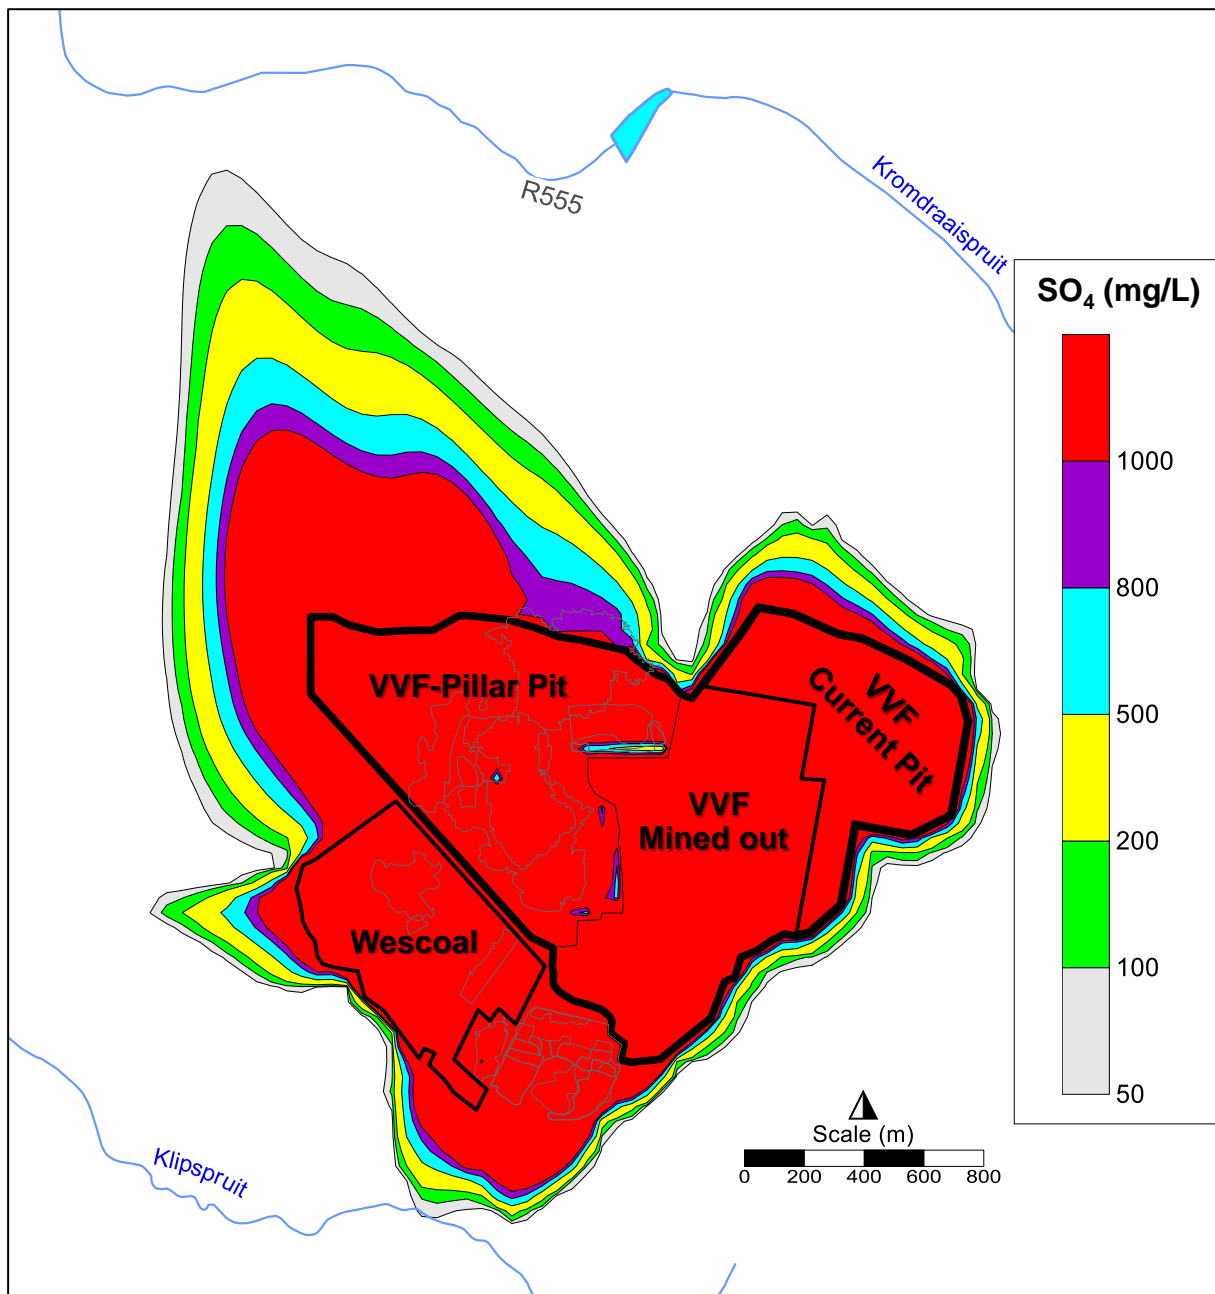 R555
Kromdraaispruit
SO₄ (mg/L)
1000
800
500
200
100
50
VVF-Pillar Pit
VVF
Current Pit
VVF
Mined out
Wescoal
Klipspruit
Scale (m)
0 200 400 600 800